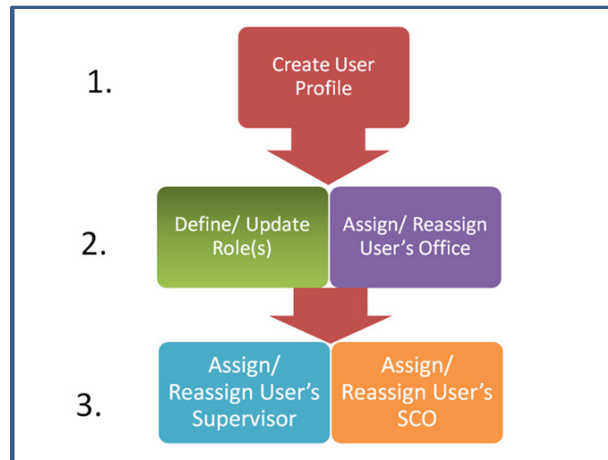 1.
Create User
Profile
2.
Define/ Update
Role(s)
Assign/ Reassign
User's Office
3.
Assign/
Reassign User's
Supervisor
Assign/
Reassign User's
SCO